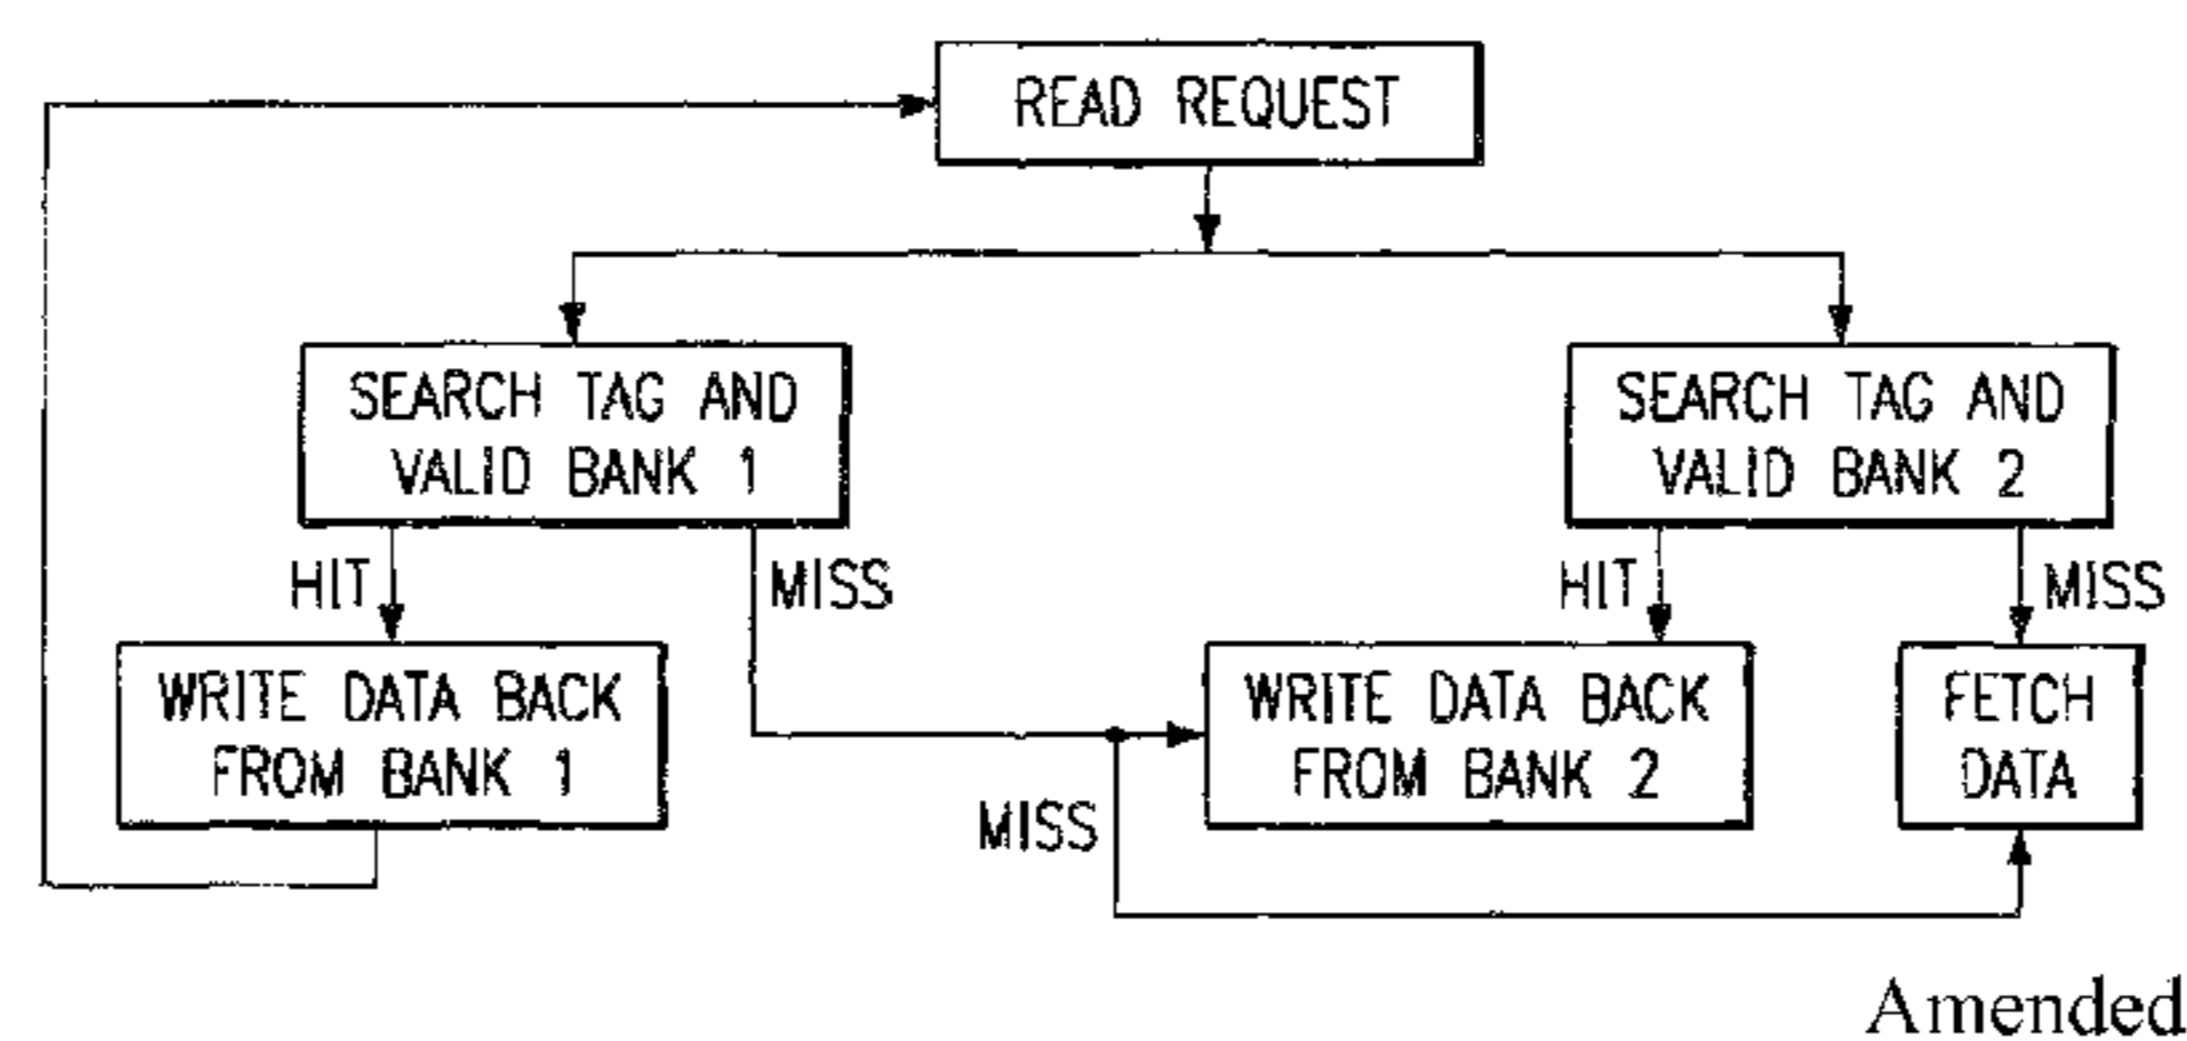 READ REQUEST
SEARCH TAG AND
VALID BANK 1
SEARCH TAG AND
VALID BANK 2
HIT
MISS
HIT
MISS
WRITE DATA BACK
FROM BANK 1
WRITE DATA BACK
FROM BANK 2
FETCH
DATA
MISS
Amended